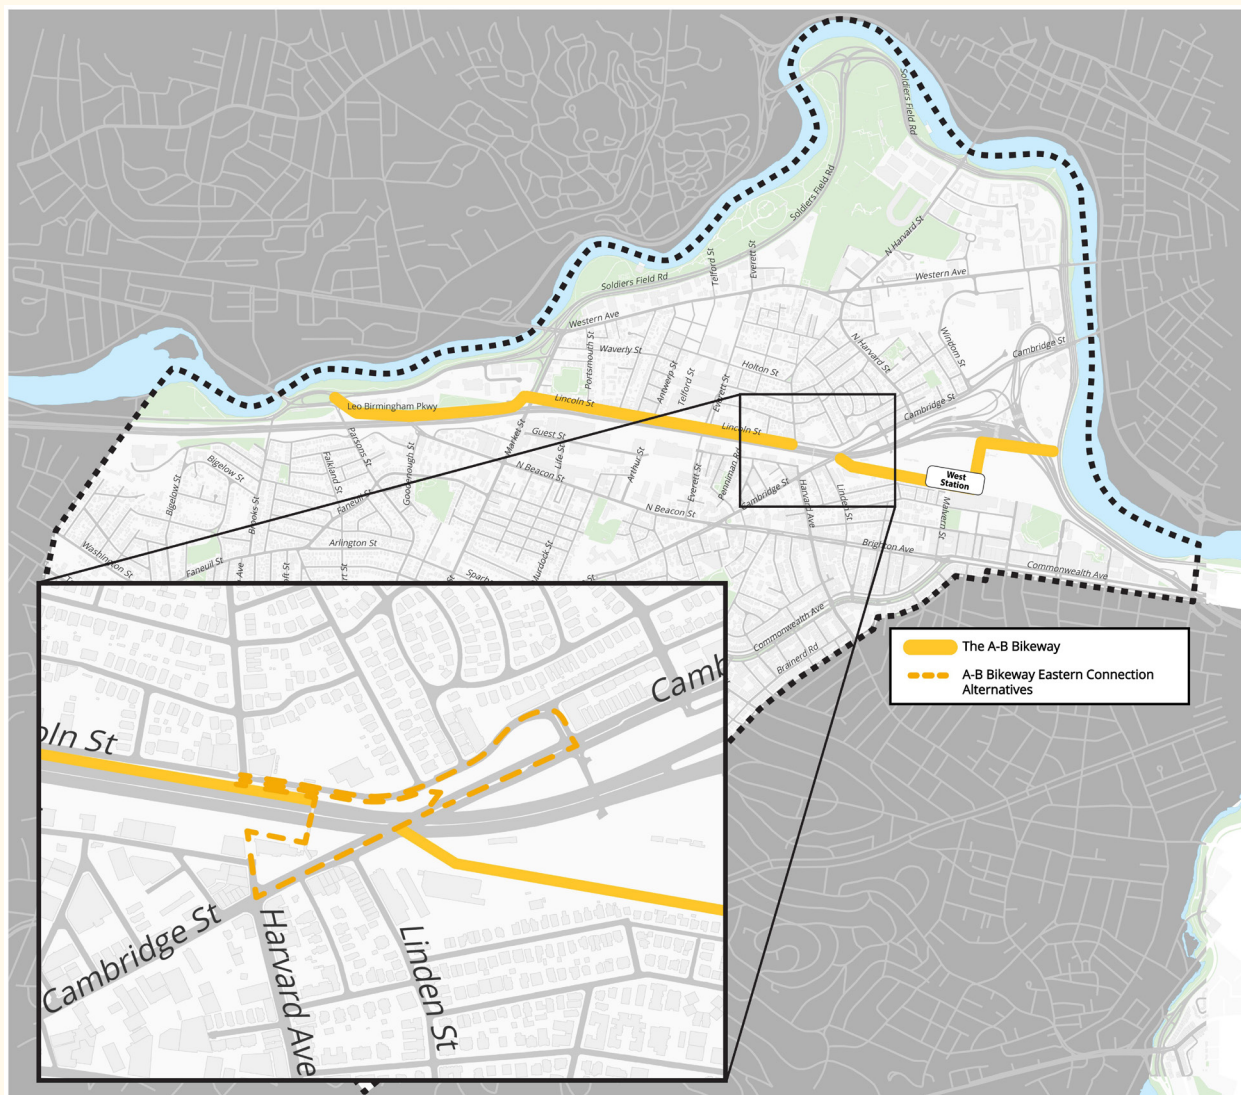 Soldiers Field Rd
Soldiers Field Rd
N Harvard St
Everett St
Telford St
Western Ave
Soldiers Field Rd
Western Ave
Windom St
Cambridge St
Portsmouth St
Waverly St
N Harvard St
Holton St
Antwerp St
Telford St
Everett St
Leo Birmingham Pkwy
Lincoln St
Cambridge St
Lincoln St
Market St
Guest St
Parsons St
Life St
Goodenough St
Arthur St
Penniman Rd
Bigelow St
Falkland St
N Beacon St
Everett St
West
Station
Cambridge St
Bigelow St
Faneuil St
Harvard Ave
Linden St
Malvern St
Brooks St
N Beacon St
Washington St
Arlington St
Brighton Ave
Faneuil St
Murdock St
Commonwealth Ave
Commonwealth Ave
Brainerd Rd
The A-B Bikeway
A-B Bikeway Eastern Connection
Alternatives
Camb
oln St
Cambridge St
Harvard Ave
Linden St